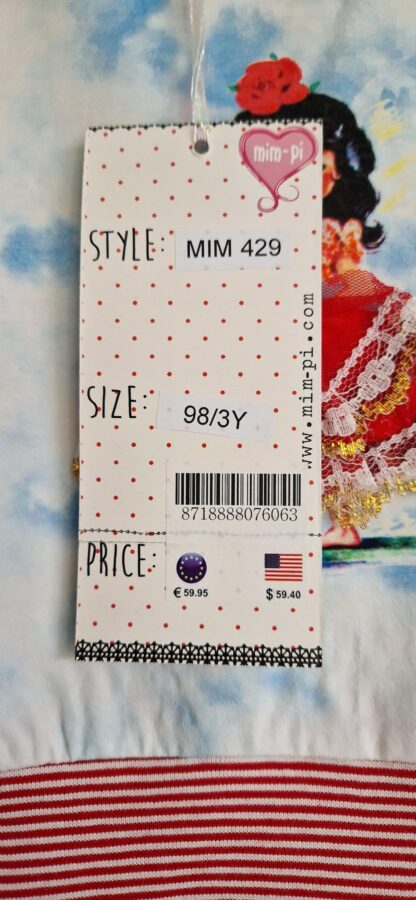 mim-pi
STYLE: MIM 429
www.mim-pi.com
SIZE: 98/3Y
8718888076063
PRICE:
€ 59.95 $ 59.40